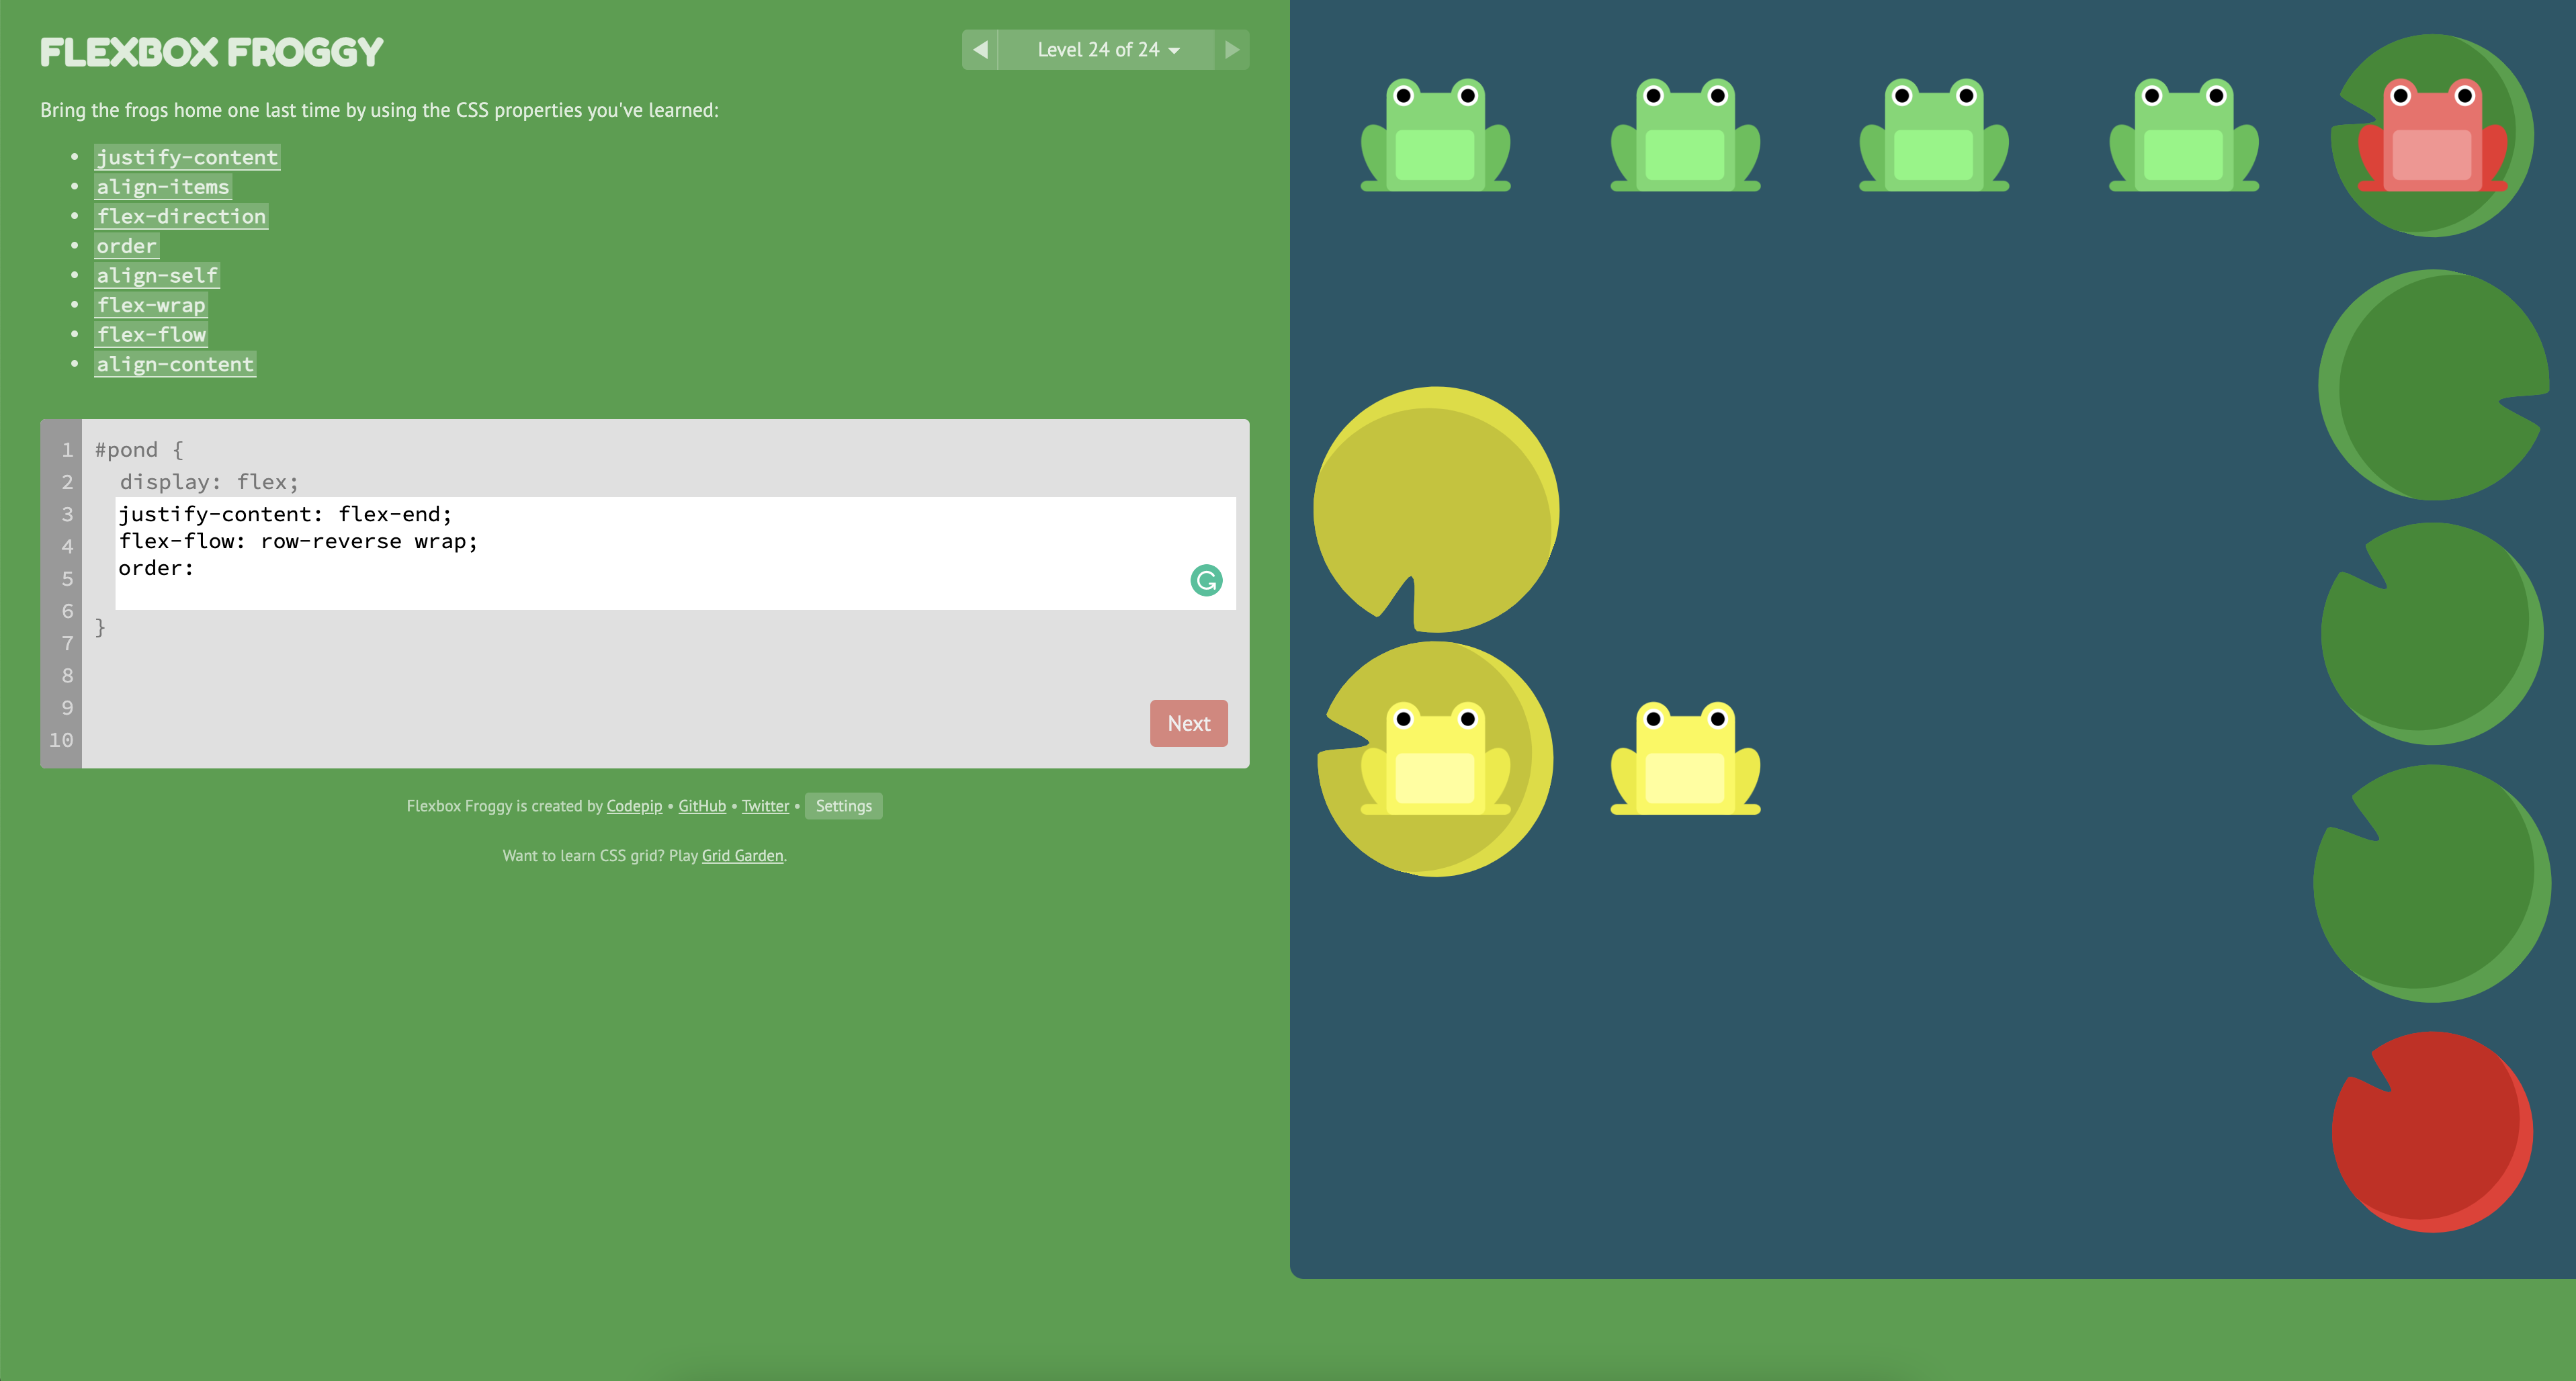 FLEXBOX FROGGY
Level 24 of 24
Bring the frogs home one last time by using the CSS properties you've learned:
• justify-content
• align-items
• flex-direction
• order
• align-self
• flex-wrap
• flex-flow
• align-content
1 #pond {
2 display: flex;
3 justify-content: flex-end;
4 flex-flow: row-reverse wrap;
5 order:
6
7 }
8
9
10
Next
Flexbox Froggy is created by Codepip • GitHub • Twitter • Settings
Want to learn CSS grid? Play Grid Garden.